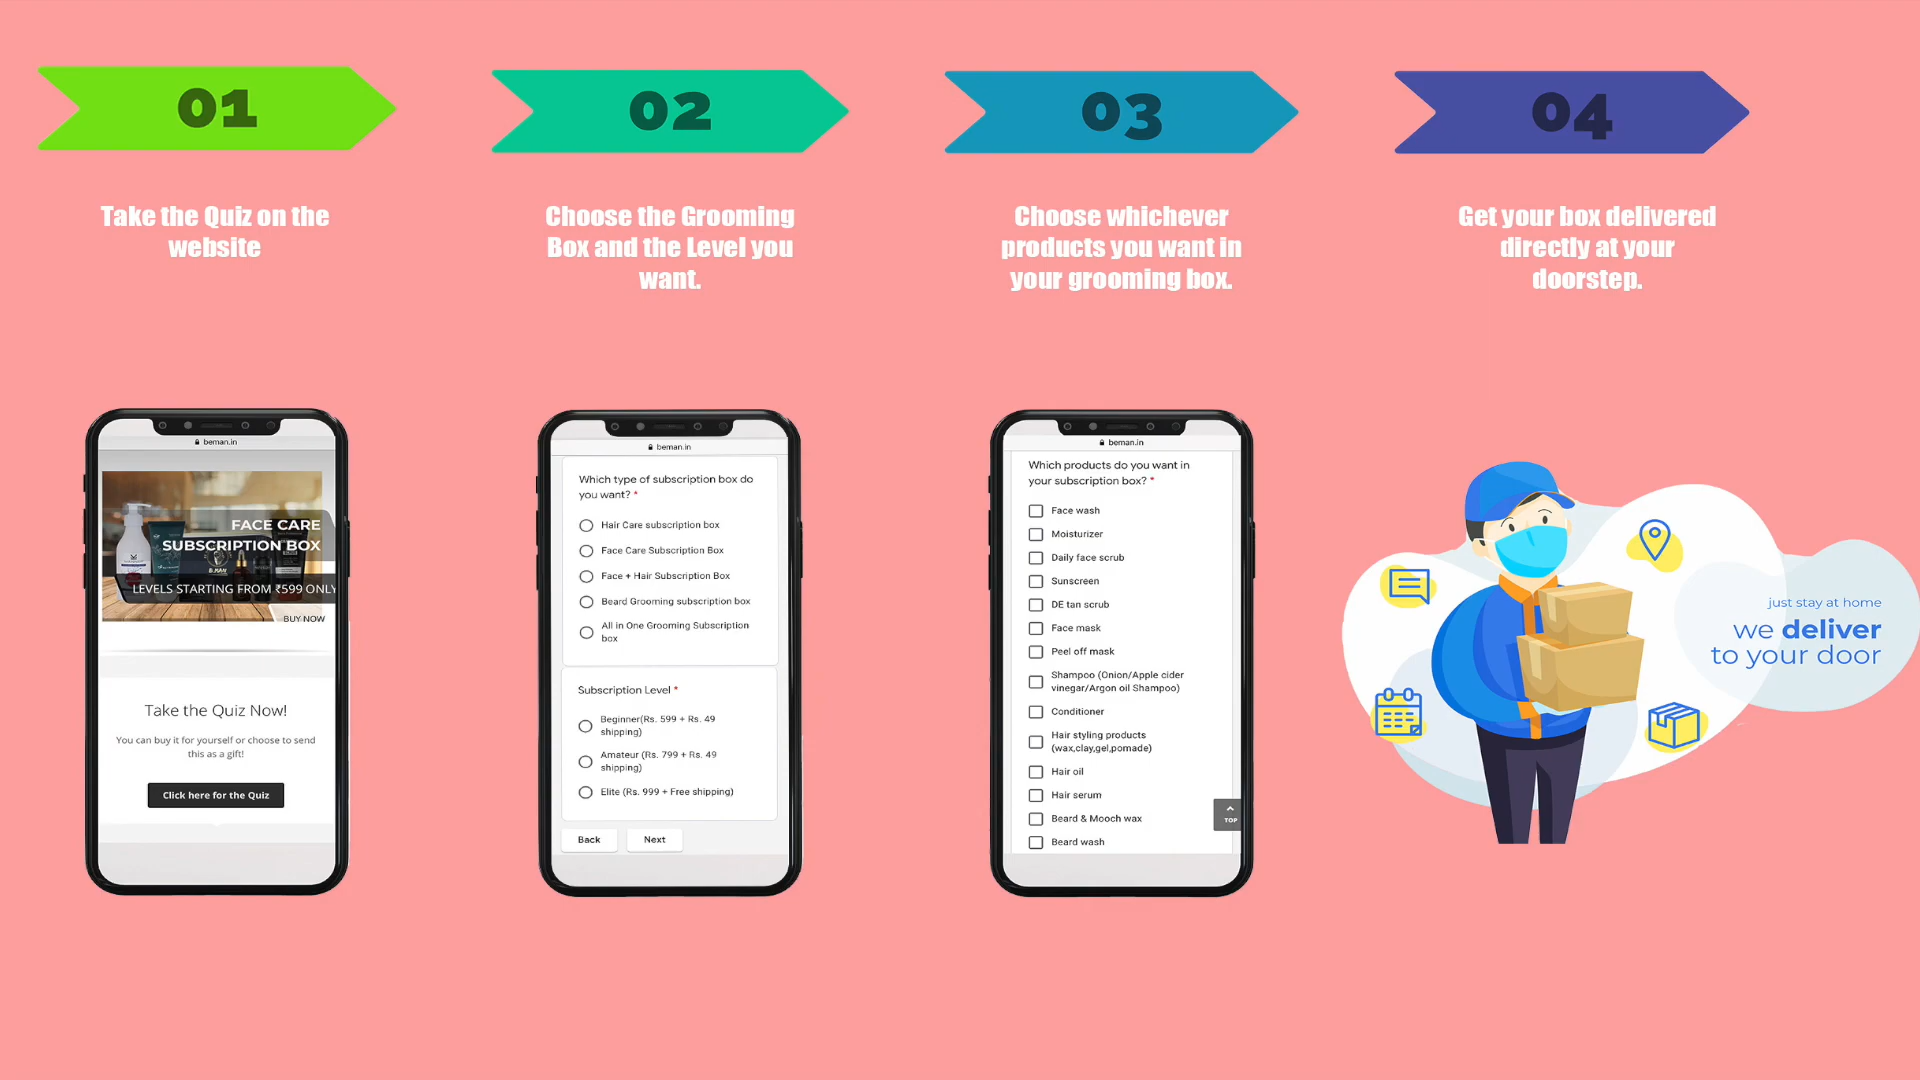 01
Take the Quiz on the
website
02
Choose the Grooming
Box and the Level you
want.
03
Choose whichever
products you want in
your grooming box.
04
Get your box delivered
directly at your
doorstep.
beman.in
FACE CARE
SUBSCRIPTION BOX
LEVELS STARTING FROM ₹599 ONLY
BUY NOW
Take the Quiz Now!
You can buy it for yourself or choose to send
this as a gift!
Click here for the Quiz
beman.in
Which type of subscription box do
you want? *
Hair Care subscription box
Face Care Subscription Box
Face + Hair Subscription Box
Beard Grooming subscription box
All in One Grooming Subscription
box
Subscription Level *
Beginner(Rs. 599 + Rs. 49
shipping)
Amateur (Rs. 799 + Rs. 49
shipping)
Elite (Rs. 999 + Free shipping)
Back
Next
beman.in
Which products do you want in
your subscription box? *
Face wash
Moisturizer
Daily face scrub
Sunscreen
DE tan scrub
Face mask
Peel off mask
Shampoo (Onion/Apple cider
vinegar/Argon oil Shampoo)
Conditioner
Hair styling products
(wax,clay,gel,pomade)
Hair oil
Hair serum
Beard & Mooch wax
Beard wash
TOP
just stay at home
we deliver
to your door